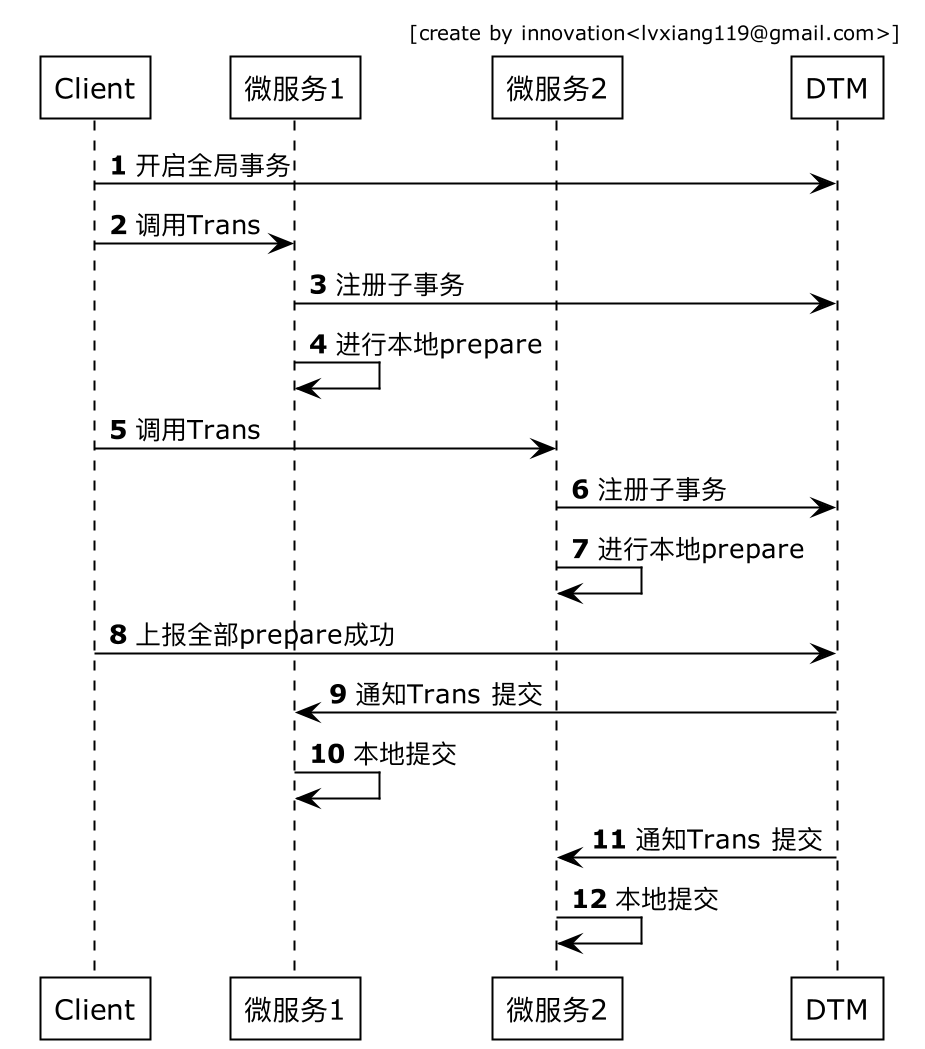 [create by innovation<lvxiang119@gmail.com>]
Client 微服务1 微服务2 DTM
1 开启全局事务
2 调用Trans
3 注册子事务
4 进行本地prepare
5 调用Trans
6 注册子事务
7 进行本地prepare
8 上报全部prepare成功
9 通知Trans 提交
10 本地提交
11 通知Trans 提交
12 本地提交
Client 微服务1 微服务2 DTM